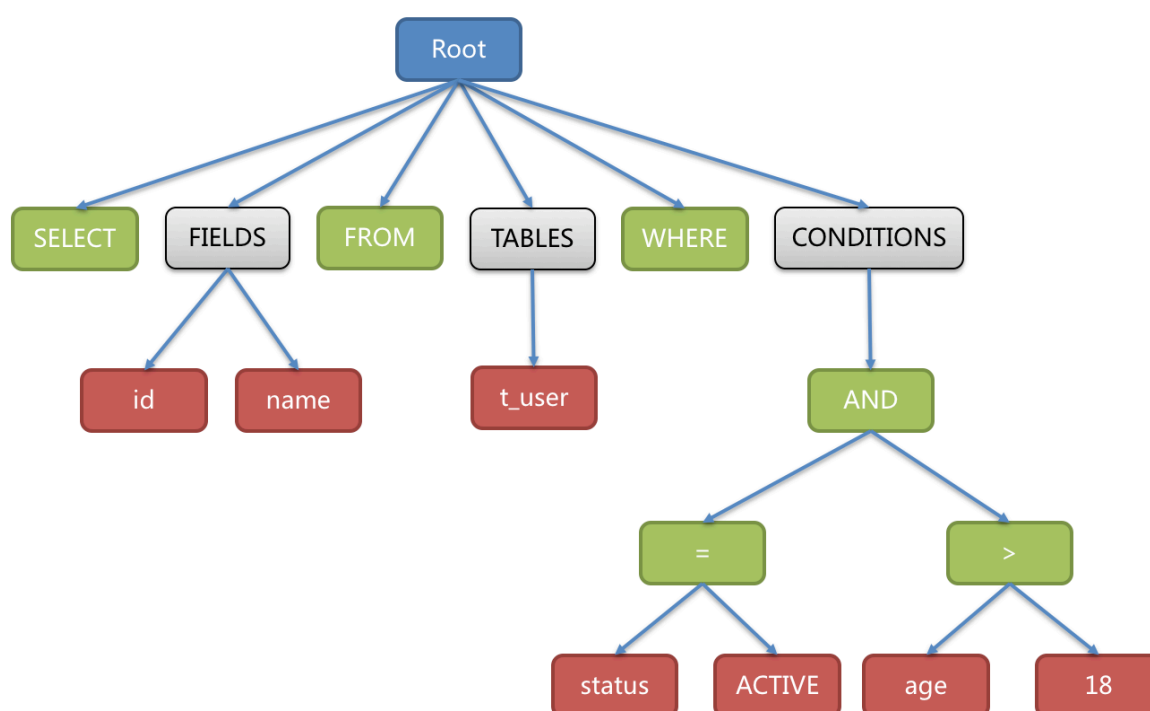 Root
SELECT
FIELDS
FROM
TABLES
WHERE
CONDITIONS
id
name
t_user
AND
=
>
status
ACTIVE
age
18